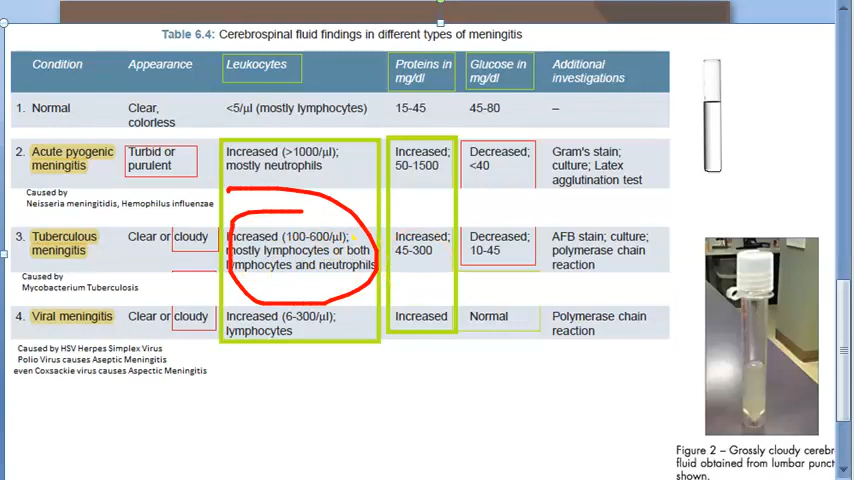 Table 6.4: Cerebrospinal fluid findings in different types of meningitis
Condition Appearance Leukocytes Proteins in mg/dl Glucose in mg/dl Additional investigations
1. Normal Clear, colorless <5/µl (mostly lymphocytes) 15-45 45-80 –
2. Acute pyogenic meningitis Turbid or purulent Increased (>1000/µl); mostly neutrophils Increased; 50-1500 Decreased; <40 Gram's stain; culture; Latex agglutination test
Caused by
Neisseria meningitidis, Hemophilus influenzae
3. Tuberculous meningitis Clear or cloudy Increased (100-600/µl); mostly lymphocytes or both lymphocytes and neutrophils Increased; 45-300 Decreased; 10-45 AFB stain; culture; polymerase chain reaction
Caused by
Mycobacterium Tuberculosis
4. Viral meningitis Clear or cloudy Increased (6-300/µl); lymphocytes Increased Normal Polymerase chain reaction
Caused by HSV Herpes Simplex Virus
Polio Virus causes Aseptic Meningitis
even Coxsackie virus causes Aspectic Meningitis
Figure 2 – Grossly cloudy cerebr
fluid obtained from lumbar punct
shown.